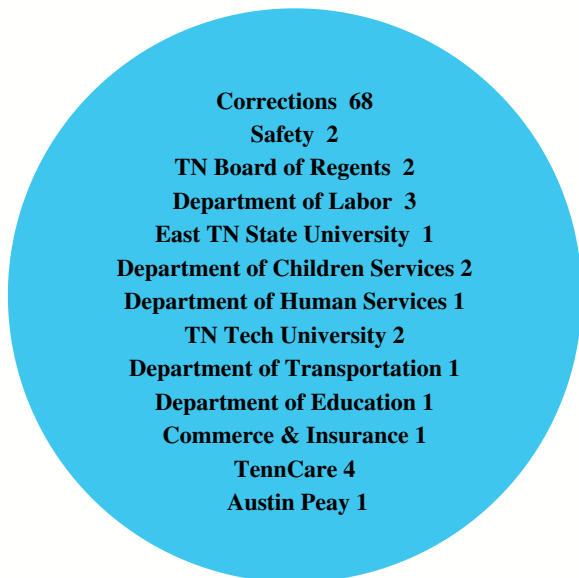 Corrections 68
Safety 2
TN Board of Regents 2
Department of Labor 3
East TN State University 1
Department of Children Services 2
Department of Human Services 1
TN Tech University 2
Department of Transportation 1
Department of Education 1
Commerce & Insurance 1
TennCare 4
Austin Peay 1